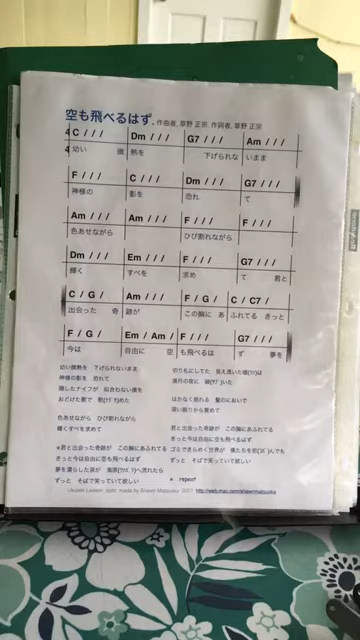 空も飛べるはず, 作曲者, 草野 正宗, 作詞者, 草野 正宗
4 C / / / Dm / / / G7 / / / Am / / /
4 幼い 微 熱を 下げられな いまま
F / / / C / / / Dm / / / G7 / / /
神様の 影を 恐れ て
Am / / / Am / / / F / / / F / / /
色あせながら ひび割れながら
Dm / / / Em / / / F / / / G7 / / /
輝く すべを 求め て 君と
C / G / Am / / / F / G / C / C7 /
出会った 奇 跡が この胸に あ ふれてる きっと
F / G / Em / Am / F / / / G7 / / /
今は 自由に 空 も飛べるは ず 夢を
幼い微熱を 下げられないまま
神様の影を 恐れて
隠したナイフが 似合わない僕を
おどけた歌で
色あせながら ひび割れながら
輝くすべを求めて
*君と出会った奇跡が この胸にあふれてる
きっと今は自由に空も飛べるはず
夢を濡らした涙が 海原へ流れたら
ずっと そばで笑っていて欲しい
切り札にしてた 見え透いた嘘は
満月の夜に 破いた
はかなく揺れる 髪のにおいで
深い眠りから覚めて
君と出会った奇跡が この胸にあふれてる
きっと今は自由に空も飛べるはず
ゴミできらめく世界が 僕たちを拒んでも
ずっと そばで笑っていて欲しい
* repeat
Ukulele Lesson Joshi made by Shawn Matsuoka 2007 http://web.mac.com/shawnmatsuoka